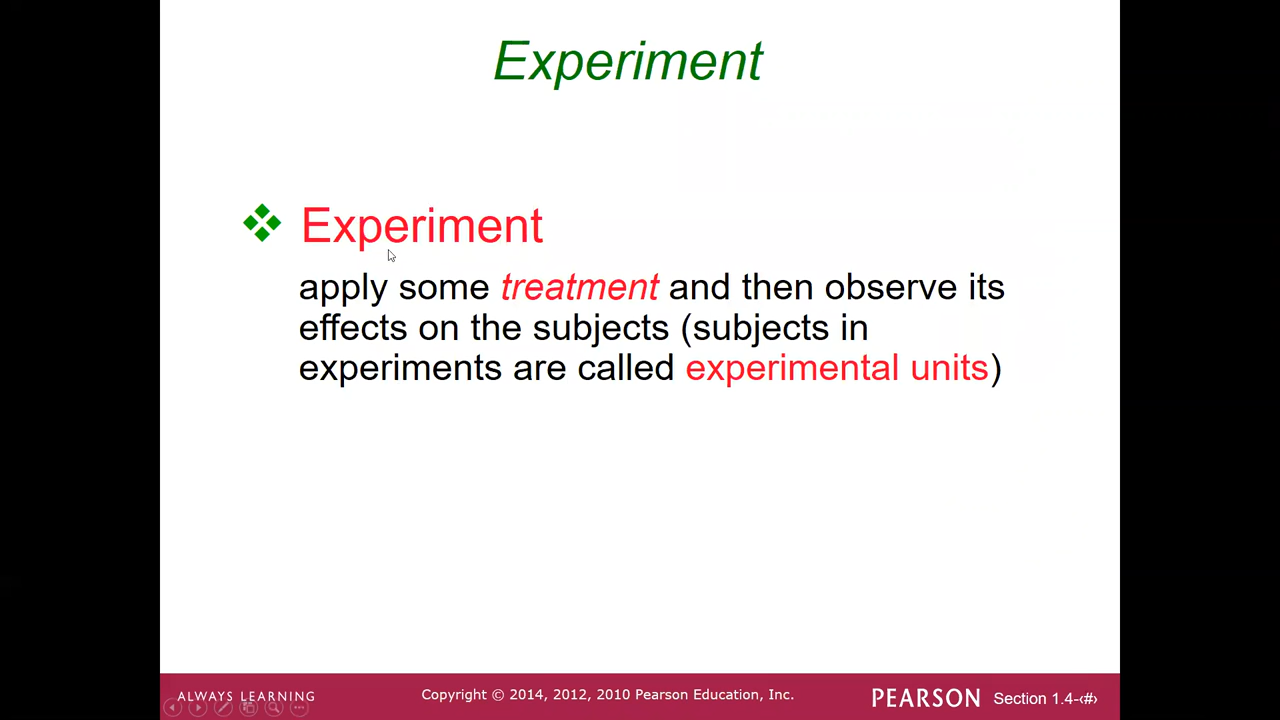 Experiment
Experiment
apply some treatment and then observe its
effects on the subjects (subjects in
experiments are called experimental units)
ALWAYS LEARNING
Copyright © 2014, 2012, 2010 Pearson Education, Inc.
PEARSON
Section 1.4-‹#›